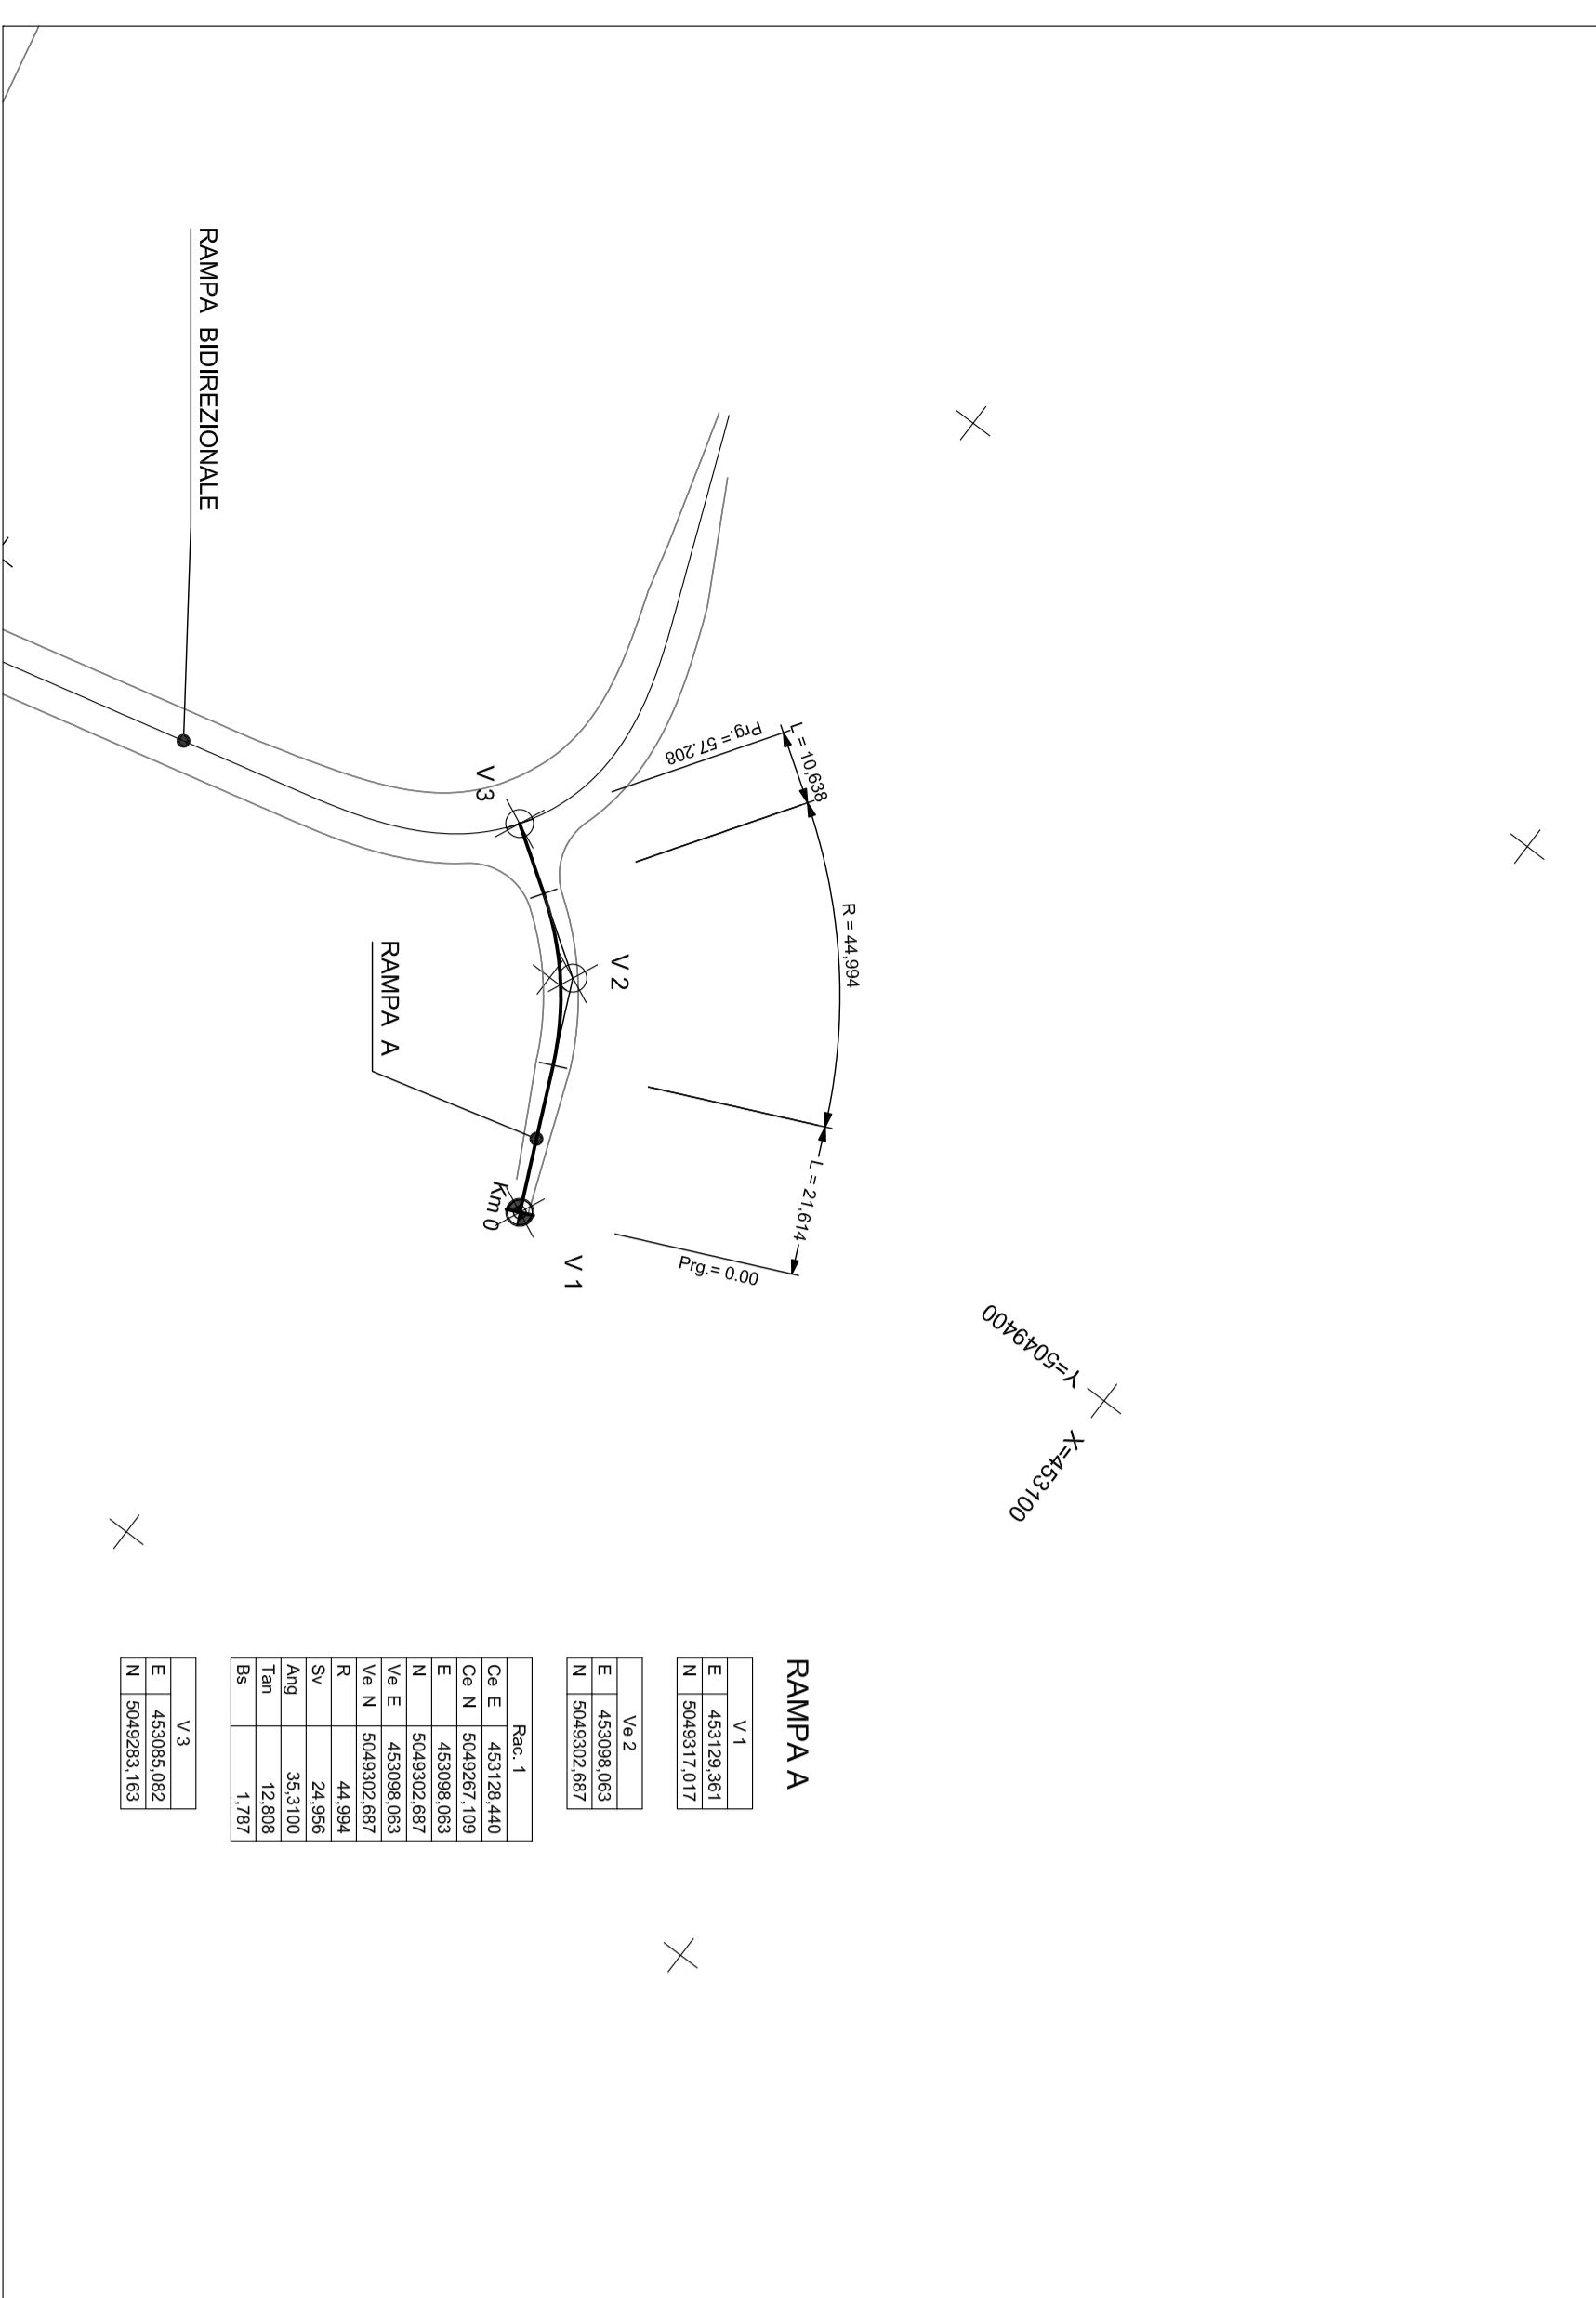 RAMPA BIDIREZIONALE
V 3
V 2
RAMPA A
Km 0
V 1
Prg.= 57.208
L = 10,638
R = 44,994
L = 21,614
Prg.= 0.00
Y=5049400
X=453100
RAMPA A
V 1
E 453129,361
N 5049317,017
Ve 2
E 453098,063
N 5049302,687
Rac. 1
Ce E 453128,440
Ce N 5049267,109
E 453098,063
N 5049302,687
Ve E 453098,063
Ve N 5049302,687
R 44,994
Sv 24,956
Ang 35,3100
Tan 12,808
Bs 1,787
V 3
E 453085,082
N 5049283,163